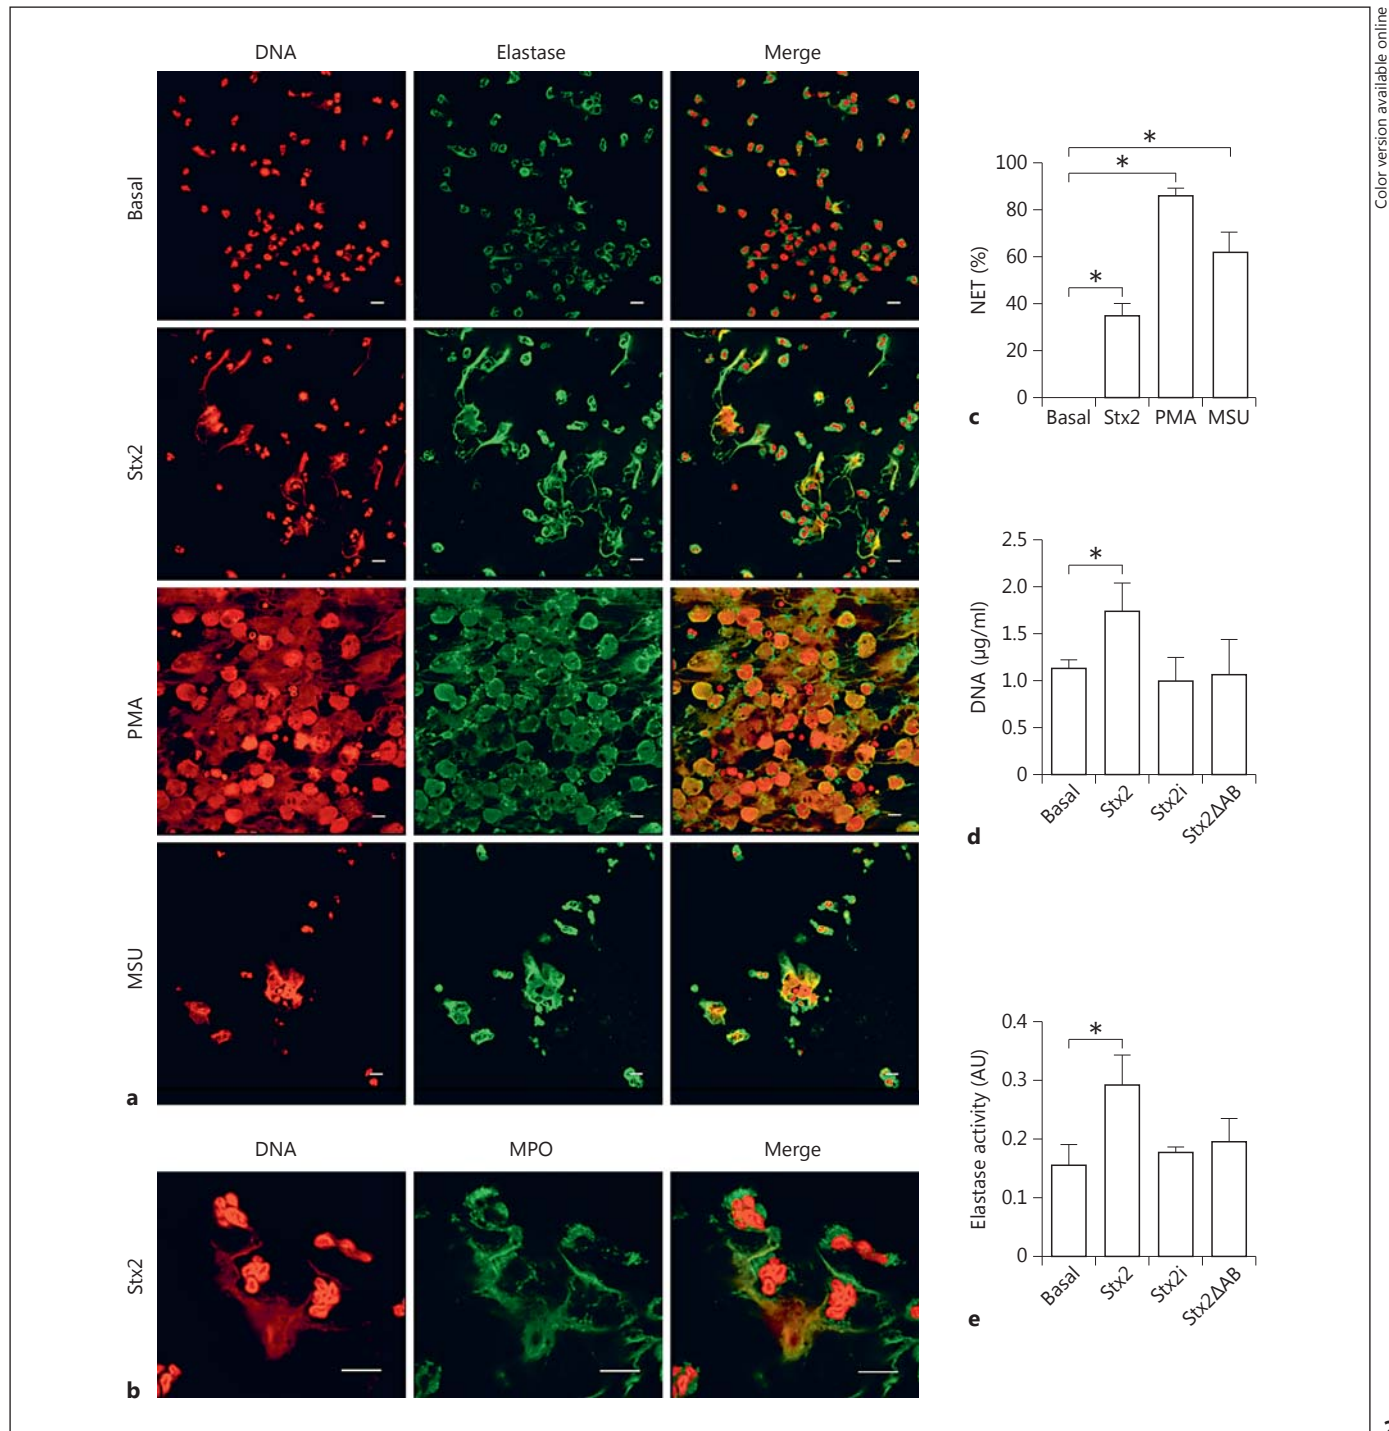 Color version available online
DNA Elastase Merge
Basal
Stx2
PMA
MSU
a
DNA MPO Merge
Stx2
b
NET (%)
100
80
60
40
20
0
* * *
Basal Stx2 PMA MSU
c
DNA (µg/ml)
2.5
2.0
1.5
1.0
0.5
0
*
Basal Stx2 Stx2i Stx2ΔAB
d
Elastase activity (AU)
0.4
0.3
0.2
0.1
0
*
Basal Stx2 Stx2i Stx2ΔAB
e